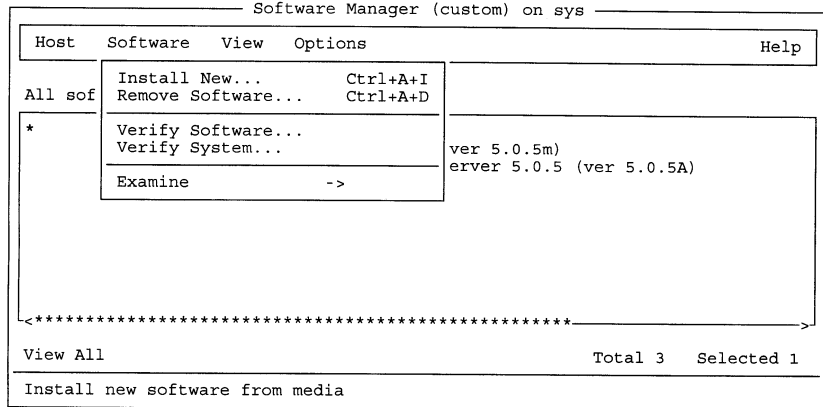 Software Manager (custom) on sys
Host Software View Options Help
Install New... Ctrl+A+I
All sof Remove Software... Ctrl+A+D
* Verify Software...
Verify System... ver 5.0.5m)
erver 5.0.5 (ver 5.0.5A)
Examine ->
<*****************************************************>
View All Total 3 Selected 1
Install new software from media